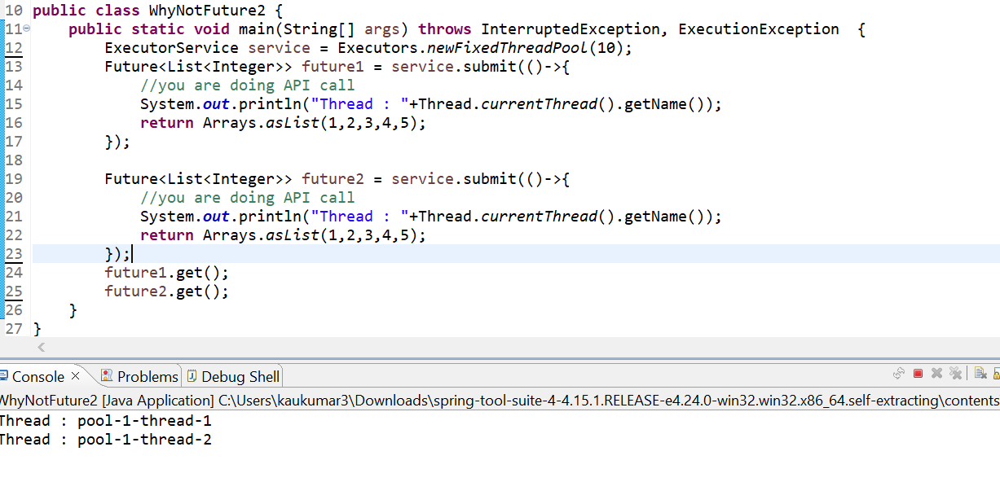 10 public class WhyNotFuture2 {
11 public static void main(String[] args) throws InterruptedException, ExecutionException {
12 ExecutorService service = Executors.newFixedThreadPool(10);
13 Future<List<Integer>> future1 = service.submit(()->{
14 //you are doing API call
15 System.out.println("Thread : "+Thread.currentThread().getName());
16 return Arrays.asList(1,2,3,4,5);
17 });
18
19 Future<List<Integer>> future2 = service.submit(()->{
20 //you are doing API call
21 System.out.println("Thread : "+Thread.currentThread().getName());
22 return Arrays.asList(1,2,3,4,5);
23 });
24 future1.get();
25 future2.get();
26 }
27 }
Console Problems Debug Shell
WhyNotFuture2 [Java Application] C:\Users\kaukumar3\Downloads\spring-tool-suite-4-4.15.1.RELEASE-e4.24.0-win32.win32.x86_64.self-extracting\contents
Thread : pool-1-thread-1
Thread : pool-1-thread-2